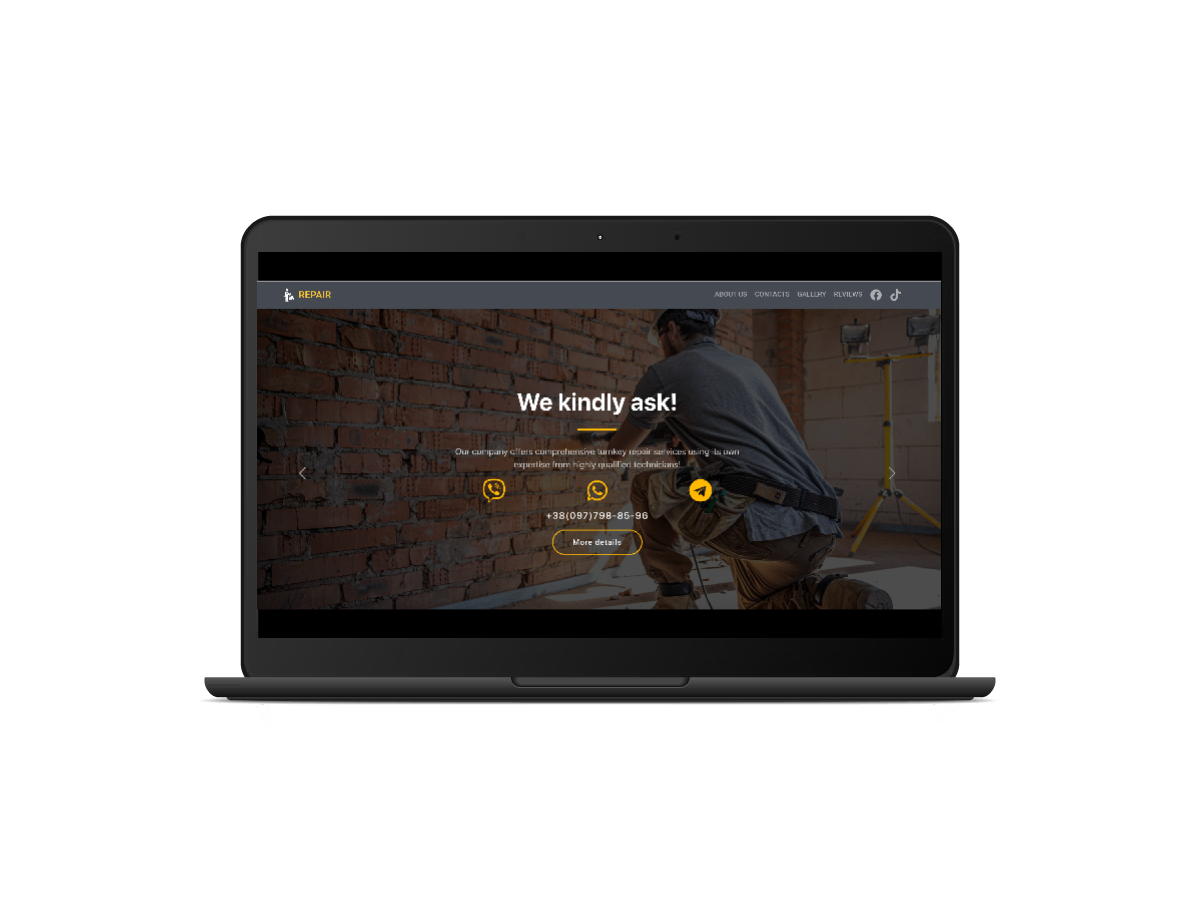 REPAIR
ABOUT US CONTACTS GALLERY REVIEWS
We kindly ask!
Our company offers comprehensive turnkey repair services using its own
expertise from highly qualified technicians!
+38(097)798-85-96
More details